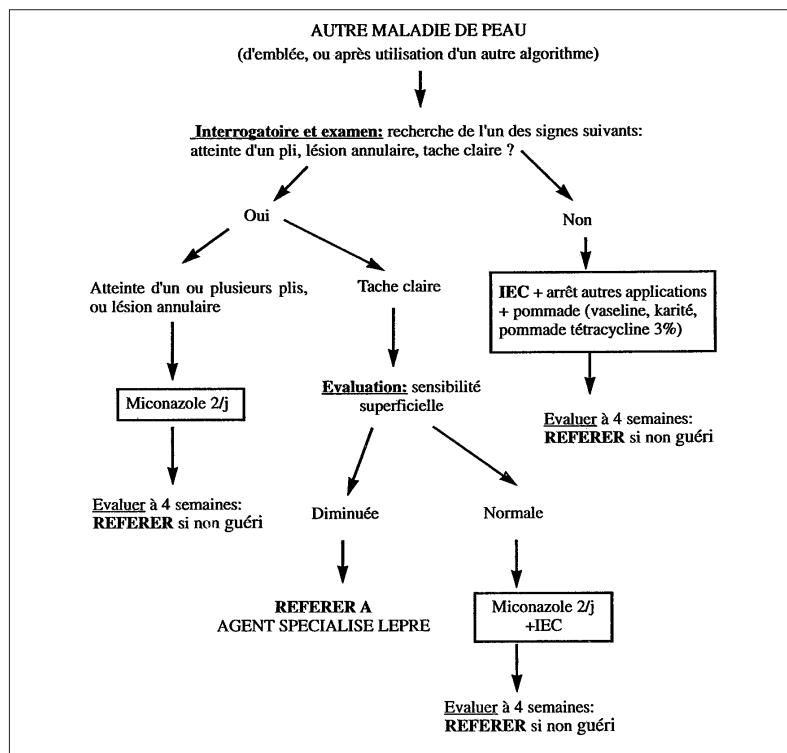 AUTRE MALADIE DE PEAU
(d'emblée, ou après utilisation d'un autre algorithme)
Interrogatoire et examen: recherche de l'un des signes suivants:
atteinte d'un pli, lésion annulaire, tache claire ?
Oui
Non
Atteinte d'un ou plusieurs plis,
ou lésion annulaire
Tache claire
IEC + arrêt autres applications
+ pommade (vaseline, karité,
pommade tétracycline 3%)
Miconazole 2/j
Evaluation: sensibilité
superficielle
Evaluer à 4 semaines:
REFERER si non guéri
Evaluer à 4 semaines:
REFERER si non guéri
Diminuée
Normale
REFERER A
AGENT SPECIALISE LEPRE
Miconazole 2/j
+IEC
Evaluer à 4 semaines:
REFERER si non guéri